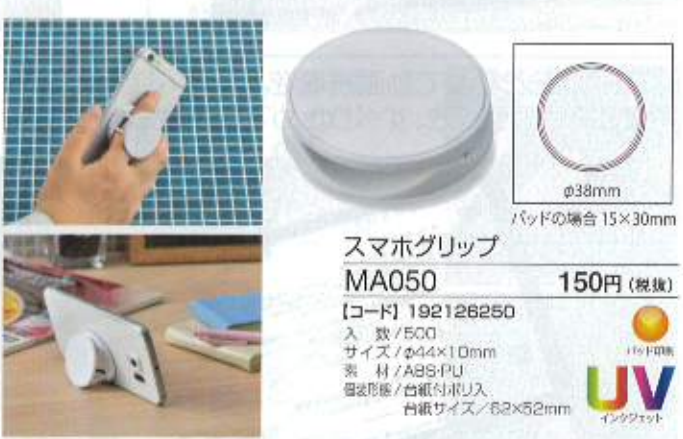 φ38mm
パッドの場合 15×30mm
スマホグリップ
MA050 150円 (税抜)
【コード】 192126250
入 数/500
サイズ/φ44×10mm
素 材/ABS・PU
個装形態/台紙付ポリ入
台紙サイズ/62×52mm
パッド印刷
UV
インクジェット